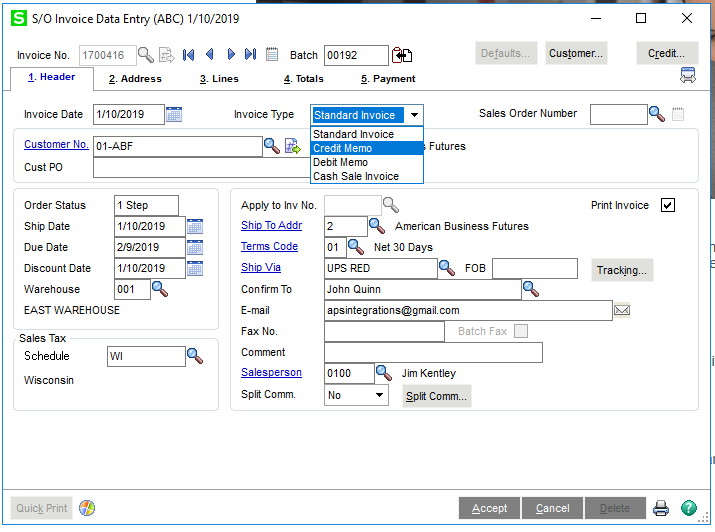 S S/O Invoice Data Entry (ABC) 1/10/2019
Invoice No. 1700416 Batch 00192 Defaults... Customer... Credit...
1. Header 2. Address 3. Lines 4. Totals 5. Payment
Invoice Date 1/10/2019 Invoice Type Standard Invoice Sales Order Number
Standard Invoice
Customer No. 01-ABF Credit Memo s Futures
Debit Memo
Cust PO Cash Sale Invoice
Order Status 1 Step Apply to Inv No. Print Invoice
Ship Date 1/10/2019 Ship To Addr 2 American Business Futures
Due Date 2/9/2019 Terms Code 01 Net 30 Days
Discount Date 1/10/2019 Ship Via UPS RED FOB Tracking...
Warehouse 001 Confirm To John Quinn
EAST WAREHOUSE E-mail apsintegrations@gmail.com
Fax No. Batch Fax
Sales Tax
Schedule WI Comment
Salesperson 0100 Jim Kentley
Wisconsin
Split Comm. No Split Comm...
Quick Print Accept Cancel Delete